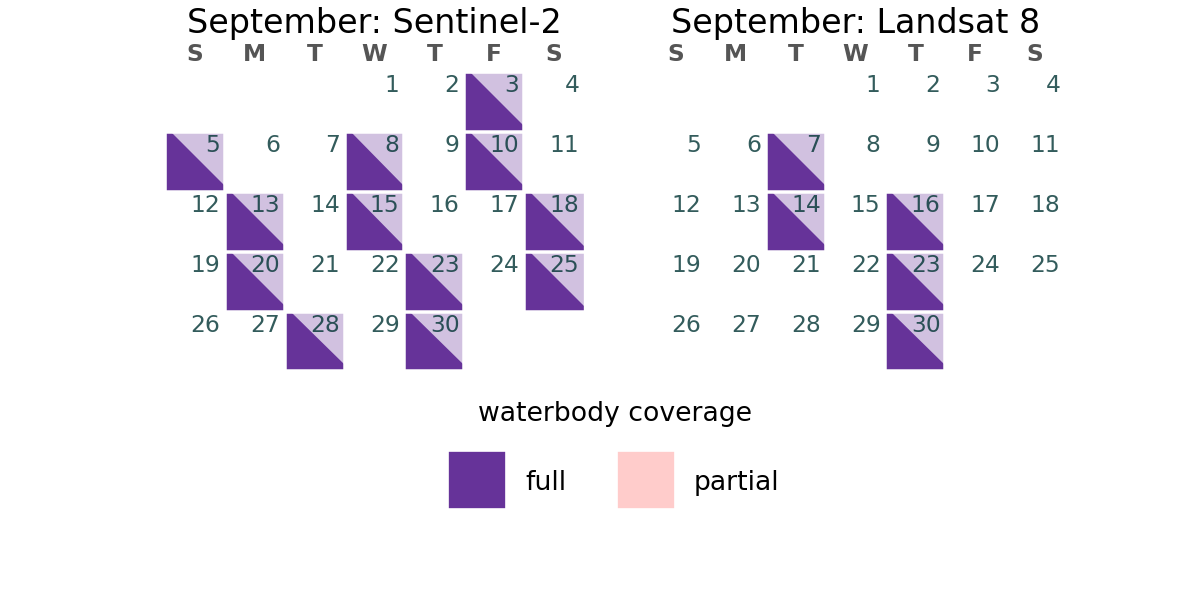 September: Sentinel-2
S M T W T F S
1 2 3 4
5 6 7 8 9 10 11
12 13 14 15 16 17 18
19 20 21 22 23 24 25
26 27 28 29 30
September: Landsat 8
S M T W T F S
1 2 3 4
5 6 7 8 9 10 11
12 13 14 15 16 17 18
19 20 21 22 23 24 25
26 27 28 29 30
waterbody coverage
full partial